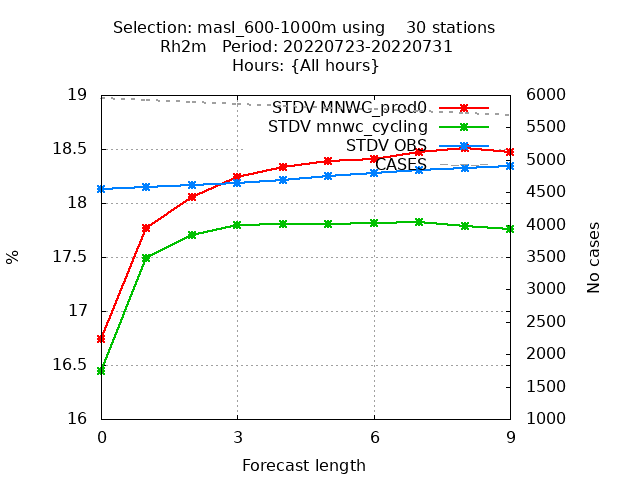 Selection: masl_600-1000m using    30 stations
Rh2m   Period: 20220723-20220731
Hours: {All hours}
STDV MNWC_proc0
STDV mnwc_cycling
STDV OBS
CASES
19
18.5
18
17.5
17
16.5
16
%
6000
5500
5000
4500
4000
3500
3000
2500
2000
1500
1000
No cases
0 3 6 9
Forecast length